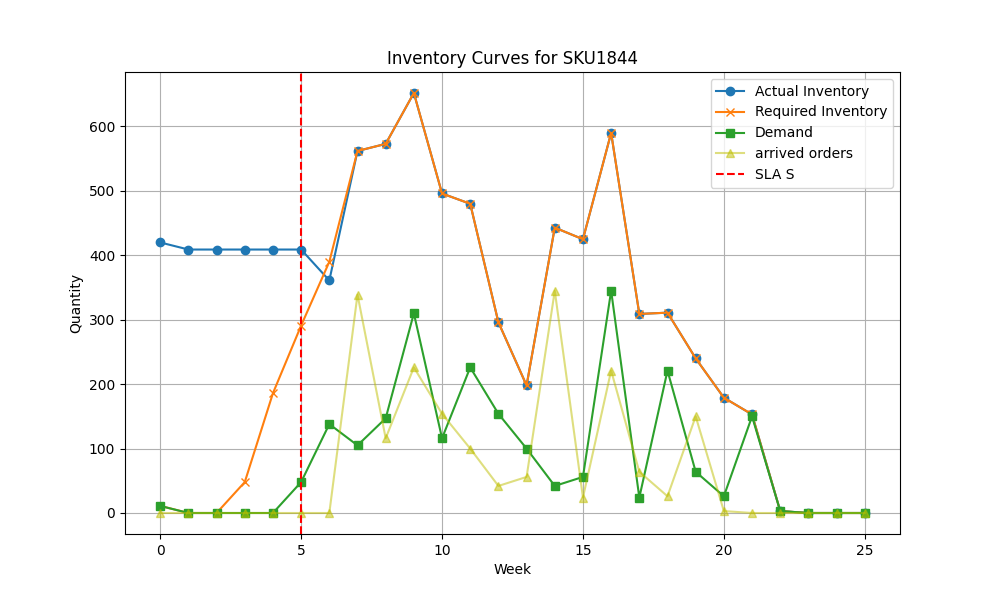 Inventory Curves for SKU1844
Actual Inventory
Required Inventory
Demand
arrived orders
SLA S
Quantity
600
500
400
300
200
100
0
0 5 10 15 20 25
Week